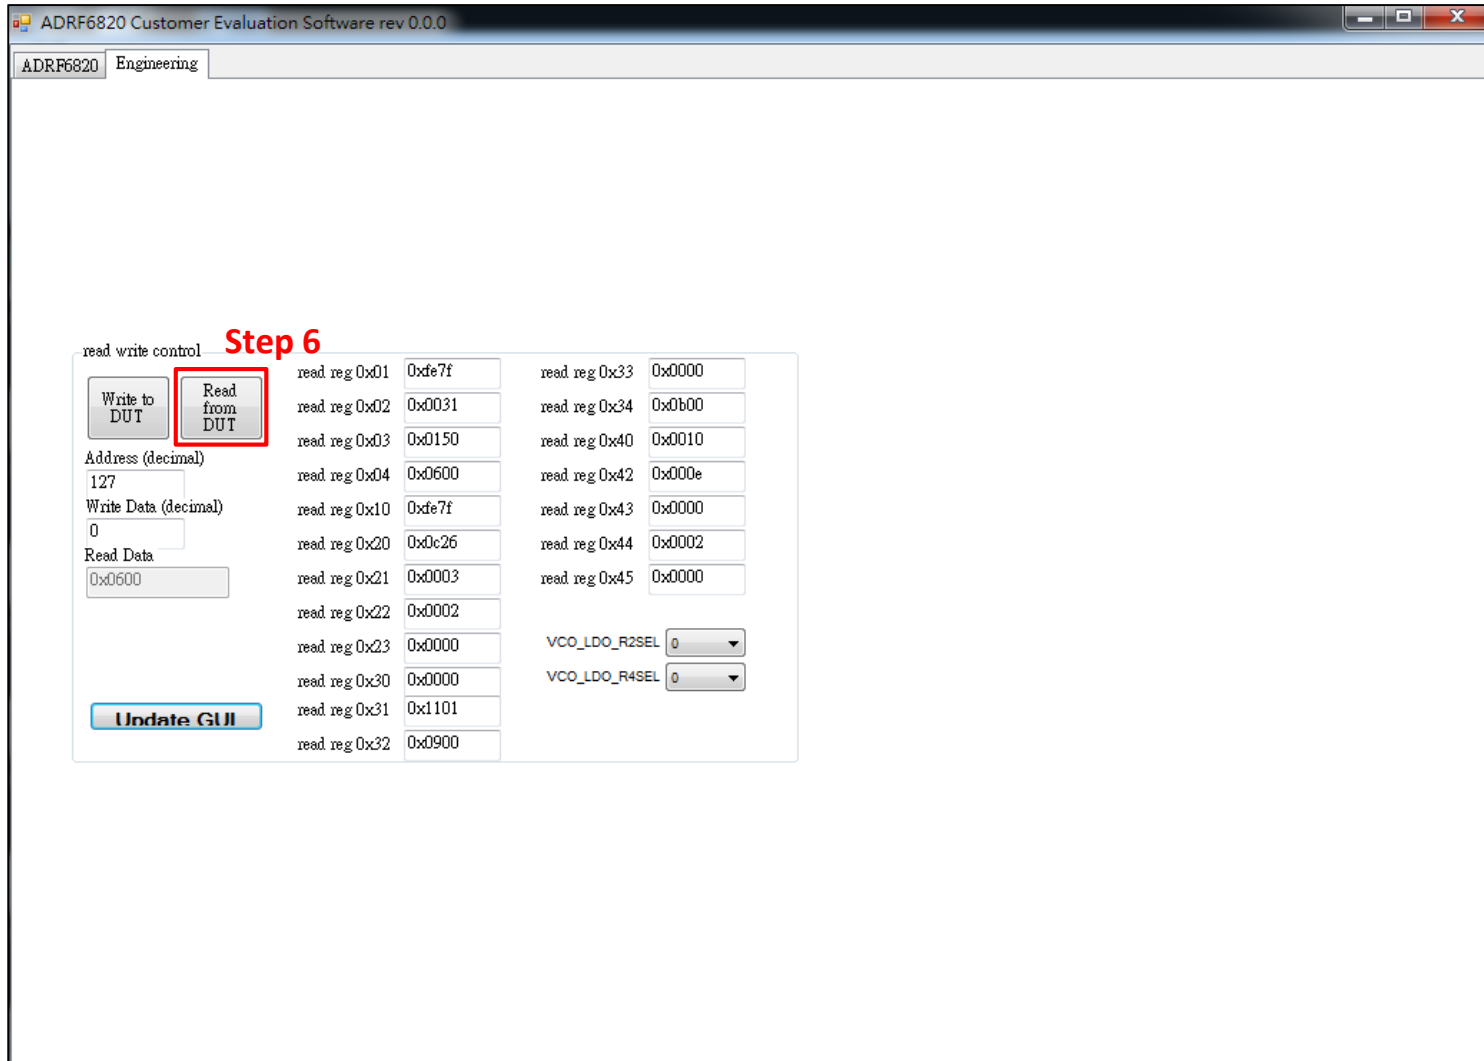 ADRF6820 Customer Evaluation Software rev 0.0.0
ADRF6820 Engineering
Step 6
read write control
Write to
DUT
Read
from
DUT
Address (decimal)
127
Write Data (decimal)
0
Read Data
0x0600
Update GUI
read reg 0x01 0xfe7f
read reg 0x02 0x0031
read reg 0x03 0x0150
read reg 0x04 0x0600
read reg 0x10 0xfe7f
read reg 0x20 0x0c26
read reg 0x21 0x0003
read reg 0x22 0x0002
read reg 0x23 0x0000
read reg 0x30 0x0000
read reg 0x31 0x1101
read reg 0x32 0x0900
read reg 0x33 0x0000
read reg 0x34 0x0b00
read reg 0x40 0x0010
read reg 0x42 0x000e
read reg 0x43 0x0000
read reg 0x44 0x0002
read reg 0x45 0x0000
VCO_LDO_R2SEL 0
VCO_LDO_R4SEL 0